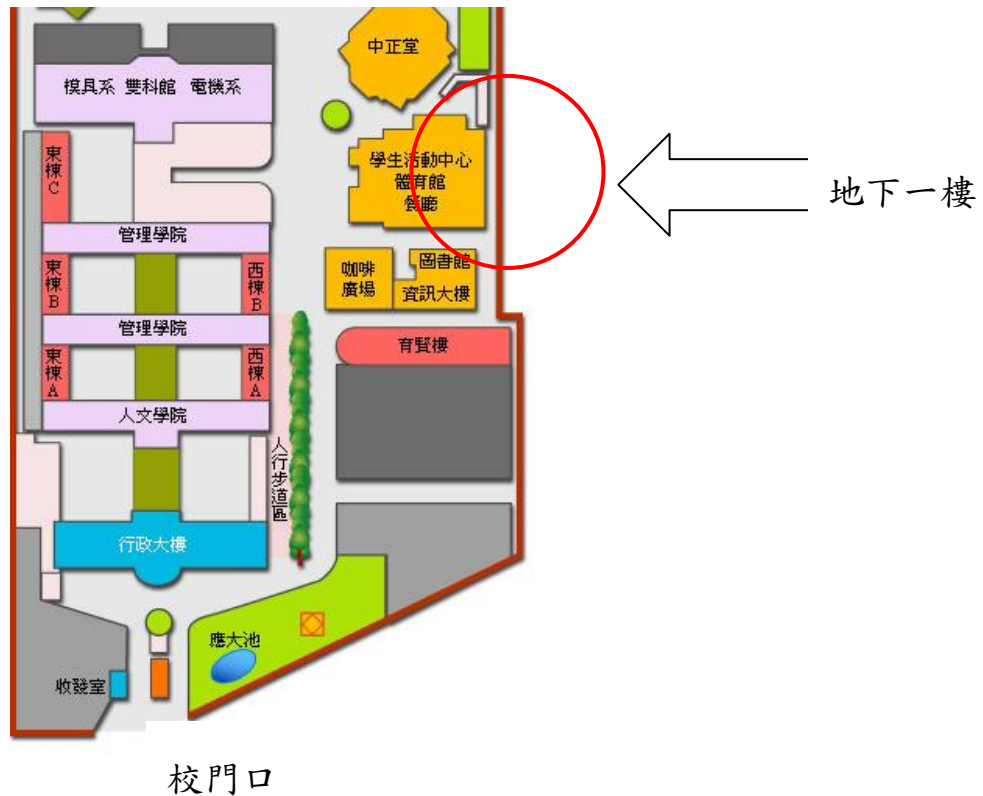 中正堂
模具系 雙科館 電機系
東棟C
學生活動中心
體育館
餐廳
地下一樓
管理學院
東棟B
西棟B
咖啡
廣場
圖書館
資訊大樓
管理學院
育賢樓
東棟A
西棟A
人文學院
人行步道區
行政大樓
應大池
收發室
校門口